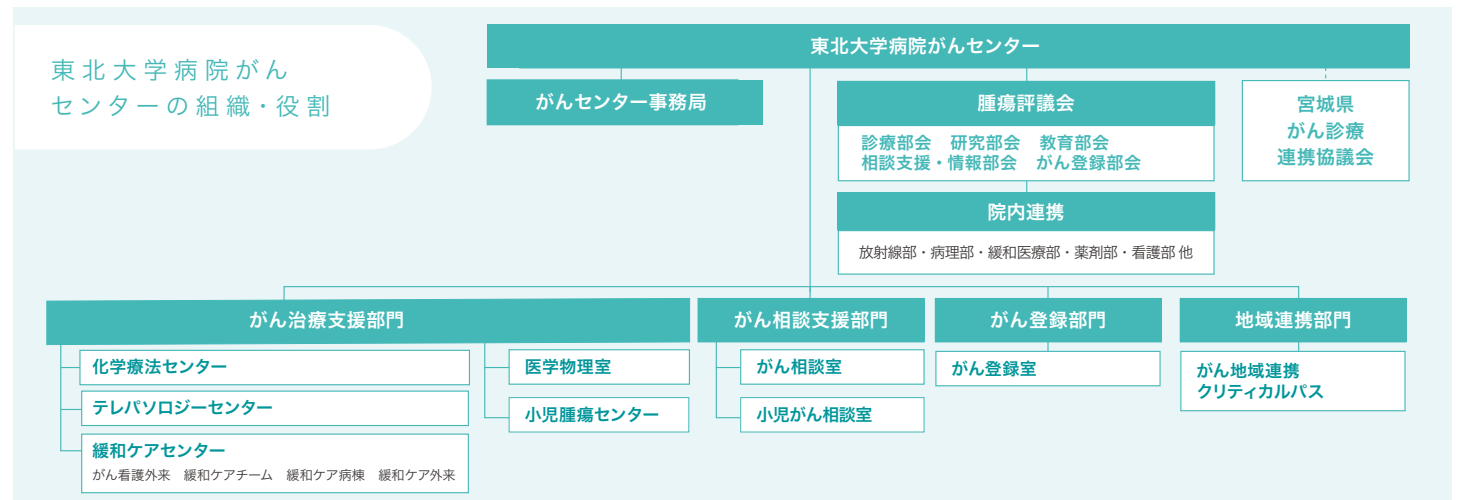 東北大学病院がん
センターの組織・役割
東北大学病院がんセンター
がんセンター事務局
腫瘍評議会
診療部会　研究部会　教育部会
相談支援・情報部会　がん登録部会
宮城県
がん診療
連携協議会
院内連携
放射線部・病理部・緩和医療部・薬剤部・看護部 他
がん治療支援部門
化学療法センター
テレパソロジーセンター
緩和ケアセンター
がん看護外来　緩和ケアチーム　緩和ケア病棟　緩和ケア外来
医学物理室
小児腫瘍センター
がん相談支援部門
がん相談室
小児がん相談室
がん登録部門
がん登録室
地域連携部門
がん地域連携
クリティカルパス